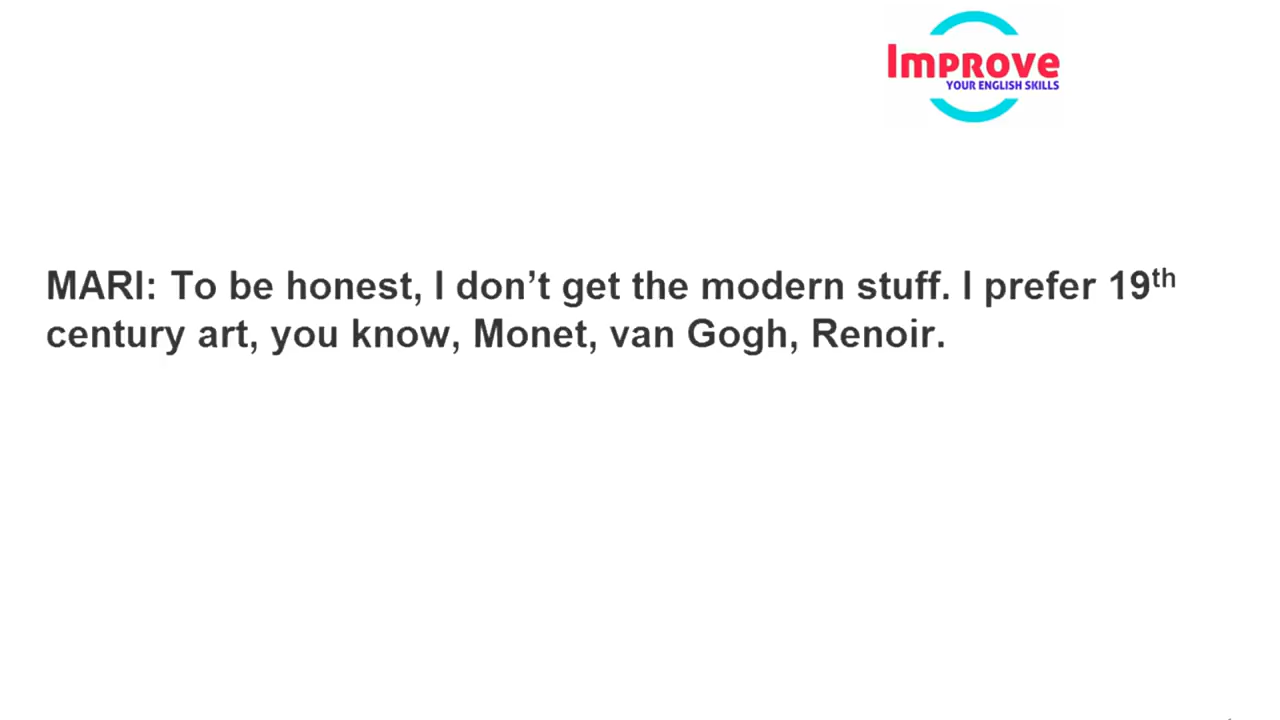 Improve
YOUR ENGLISH SKILLS
MARI: To be honest, I don’t get the modern stuff. I prefer 19th
century art, you know, Monet, van Gogh, Renoir.